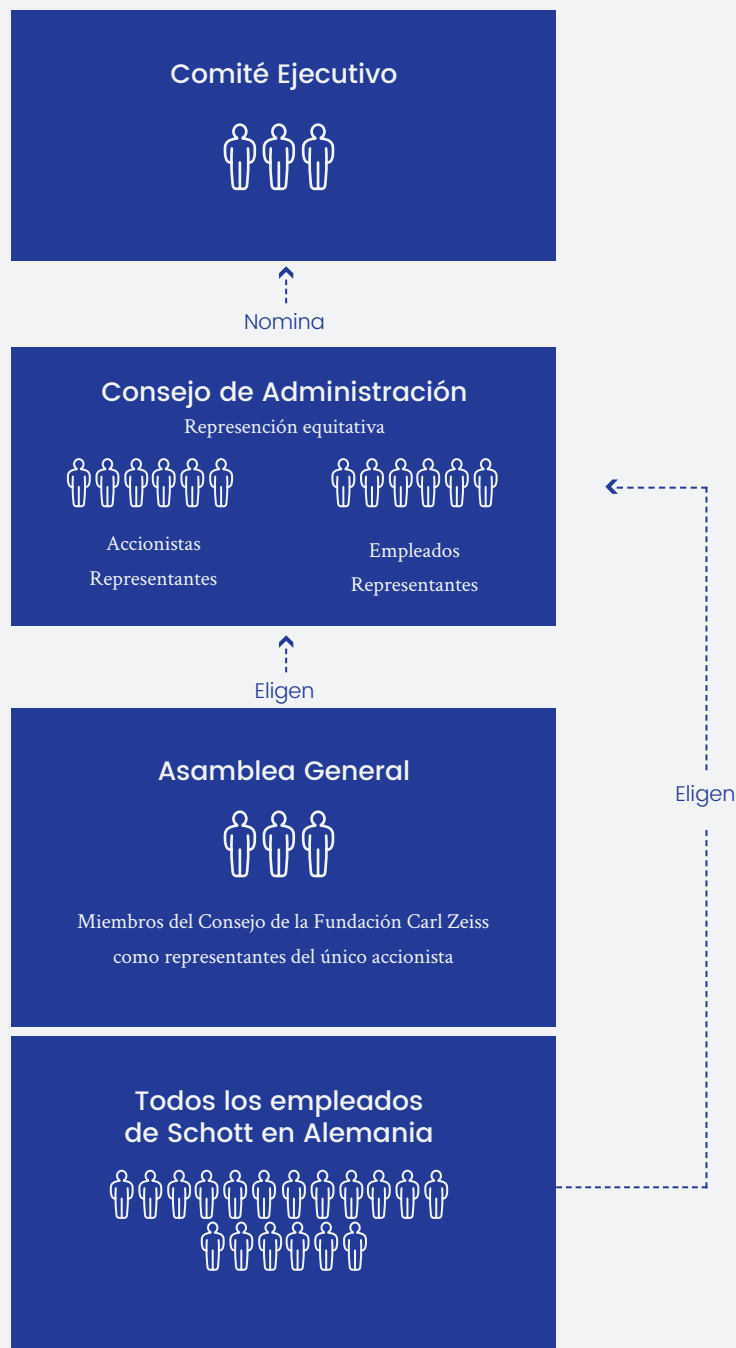 Comité Ejecutivo
Nomina
Consejo de Administración
Represención equitativa
Accionistas
Representantes
Empleados
Representantes
Eligen
Asamblea General
Miembros del Consejo de la Fundación Carl Zeiss
como representantes del único accionista
Eligen
Todos los empleados
de Schott en Alemania